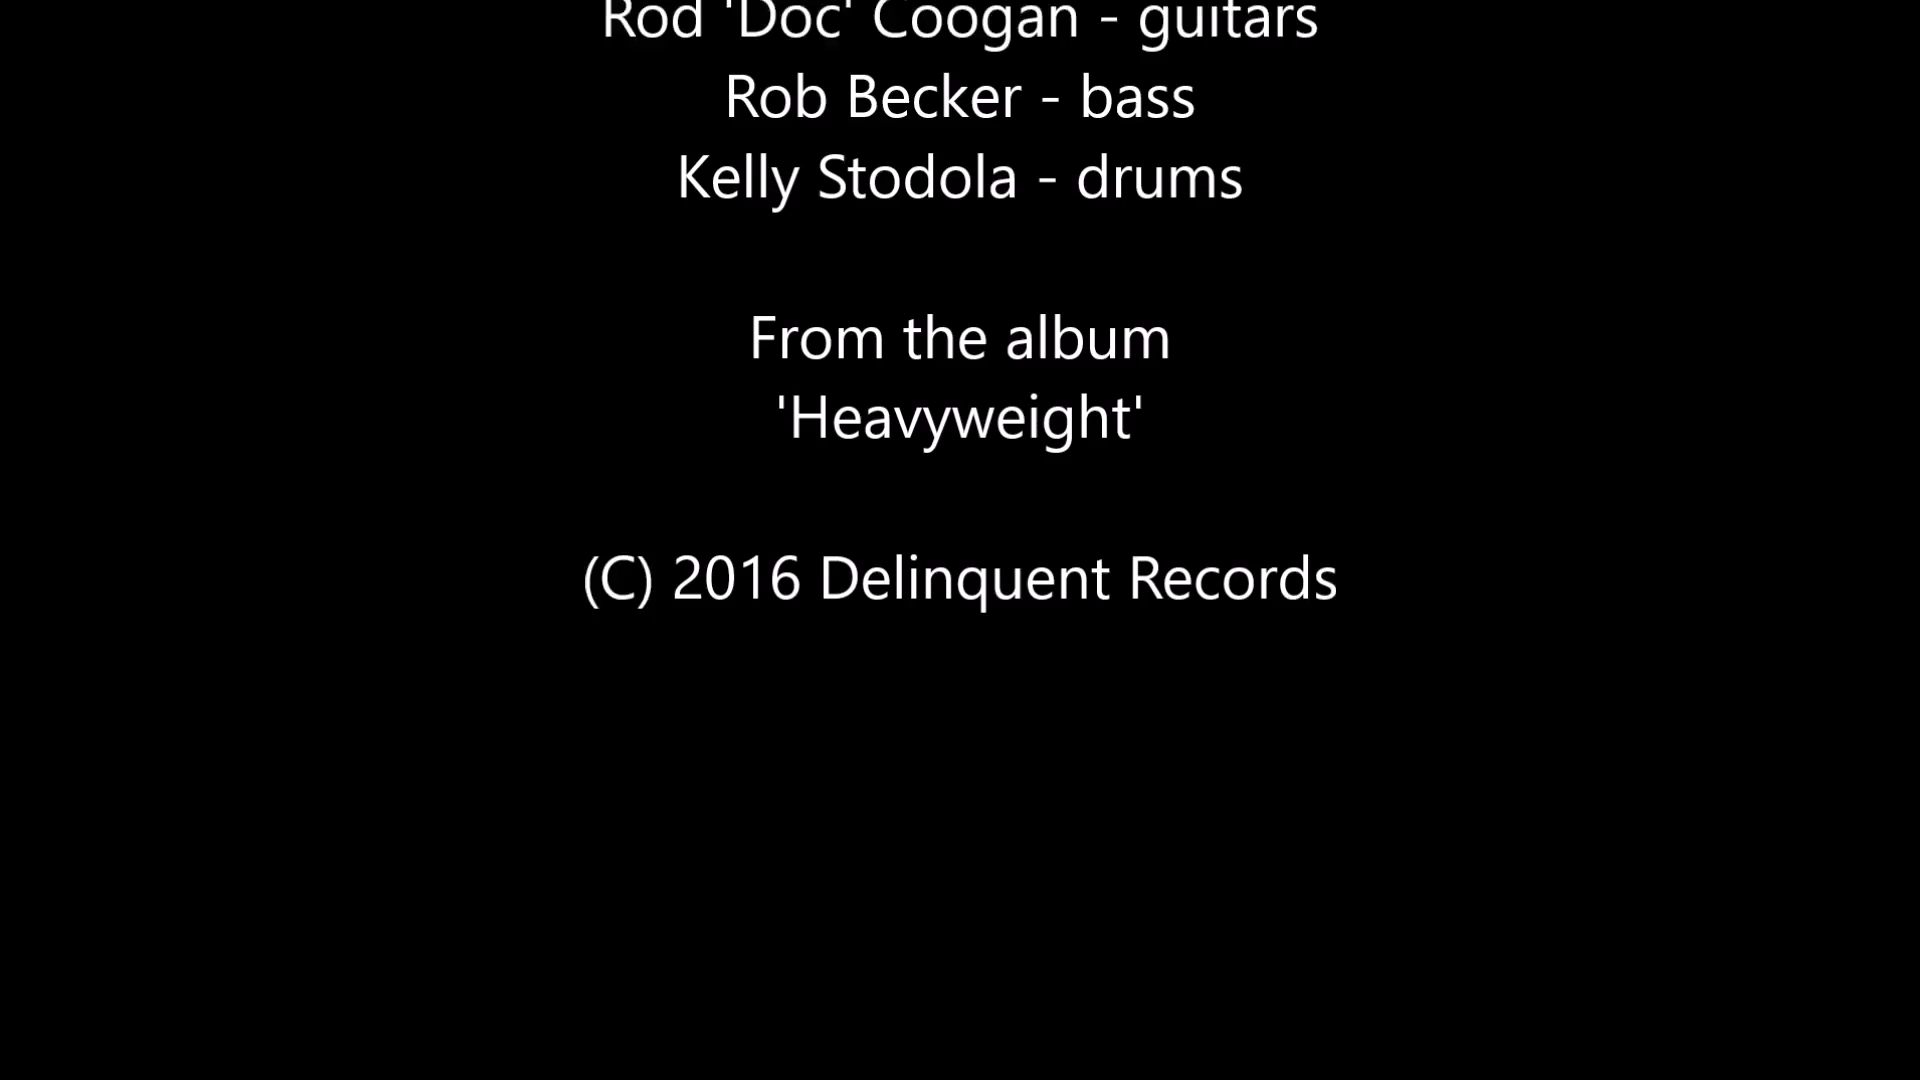 Rod 'Doc' Coogan - guitars
Rob Becker - bass
Kelly Stodola - drums
From the album
'Heavyweight'
(C) 2016 Delinquent Records